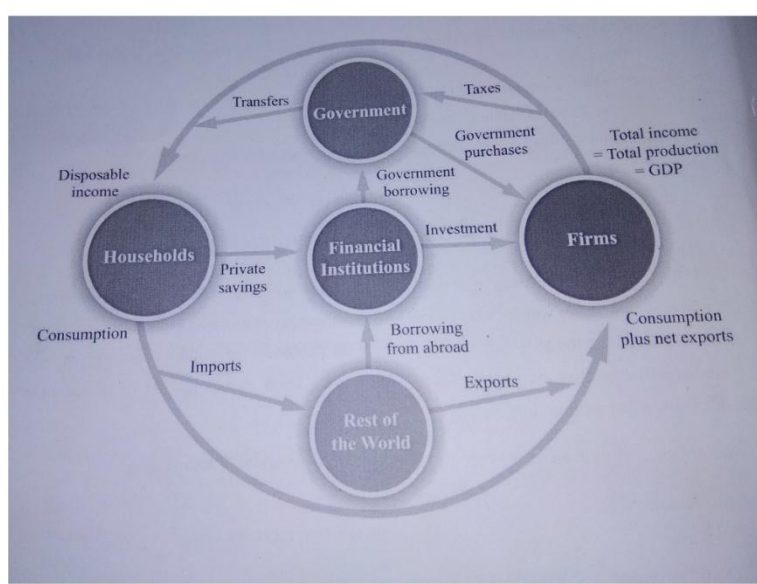 Transfers
Government
Taxes
Government
purchases
Total income
= Total production
= GDP
Disposable
income
Government
borrowing
Households
Private
savings
Financial
Institutions
Investment
Firms
Consumption
Borrowing
from abroad
Consumption
plus net exports
Imports
Exports
Rest of
the World